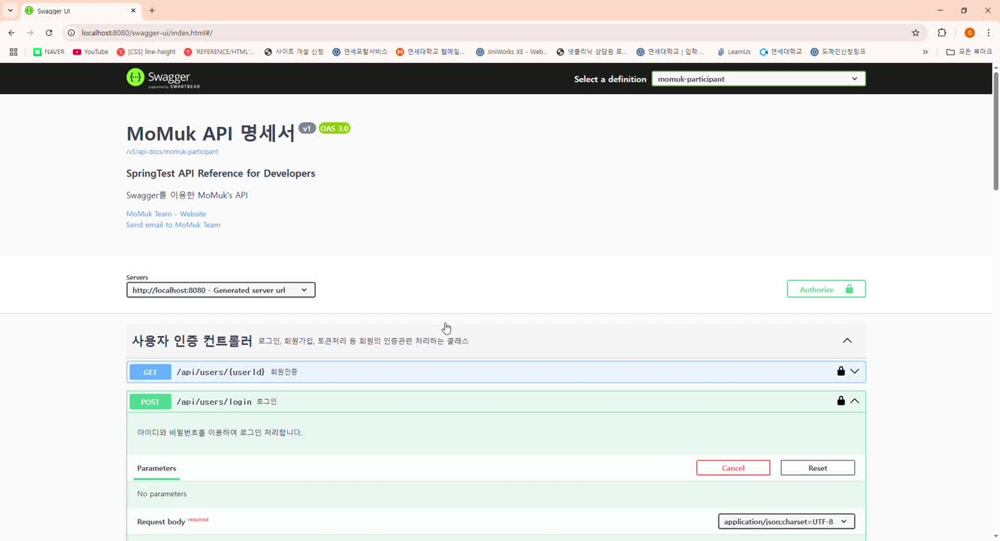 Swagger UI
localhost:8080/swagger-ui/index.html#/
NAVER YouTube [CSS] line-height 'REFERENCE/HTML'... 사이트 개설 신청 연세포탈서비스 연세대학교 웹메일... JiniWorks XE - Web... 넷클리닉 상담원 로... 연세대학교 | 입학·... LearnUs 연세대학교 도메인신청링크 » 모든 북마크
Swagger. Select a definition momuk-participant
Supported by SMARTBEAR
MoMuk API 명세서 v1 OAS 3.0
/v3/api-docs/momuk-participant
SpringTest API Reference for Developers
Swagger를 이용한 MoMuk's API
MoMuk Team - Website
Send email to MoMuk Team
Servers
http://localhost:8080 - Generated server url Authorize
사용자 인증 컨트롤러 로그인, 회원가입, 토큰처리 등 회원의 인증관련 처리하는 클래스
GET /api/users/{userId} 회원인증
POST /api/users/login 로그인
아이디와 비밀번호를 이용하여 로그인 처리합니다.
Parameters Cancel Reset
No parameters
Request body required application/json;charset=UTF-8